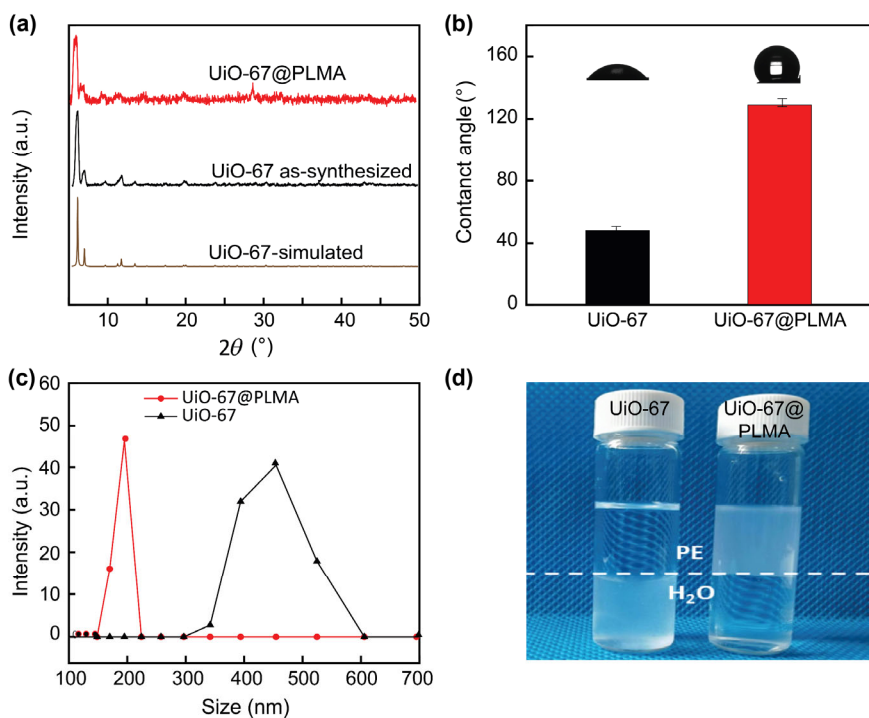 (a)
Intensity (a.u.)
UiO-67@PLMA
UiO-67 as-synthesized
UiO-67-simulated
10 20 30 40 50
2θ (°)
(b)
Contanct angle (°)
160
120
80
40
0
UiO-67 UiO-67@PLMA
(c)
Intensity (a.u.)
60
50
40
30
20
10
0
UiO-67@PLMA
UiO-67
100 200 300 400 500 600 700
Size (nm)
(d)
UiO-67
UiO-67@
PLMA
PE
H₂O